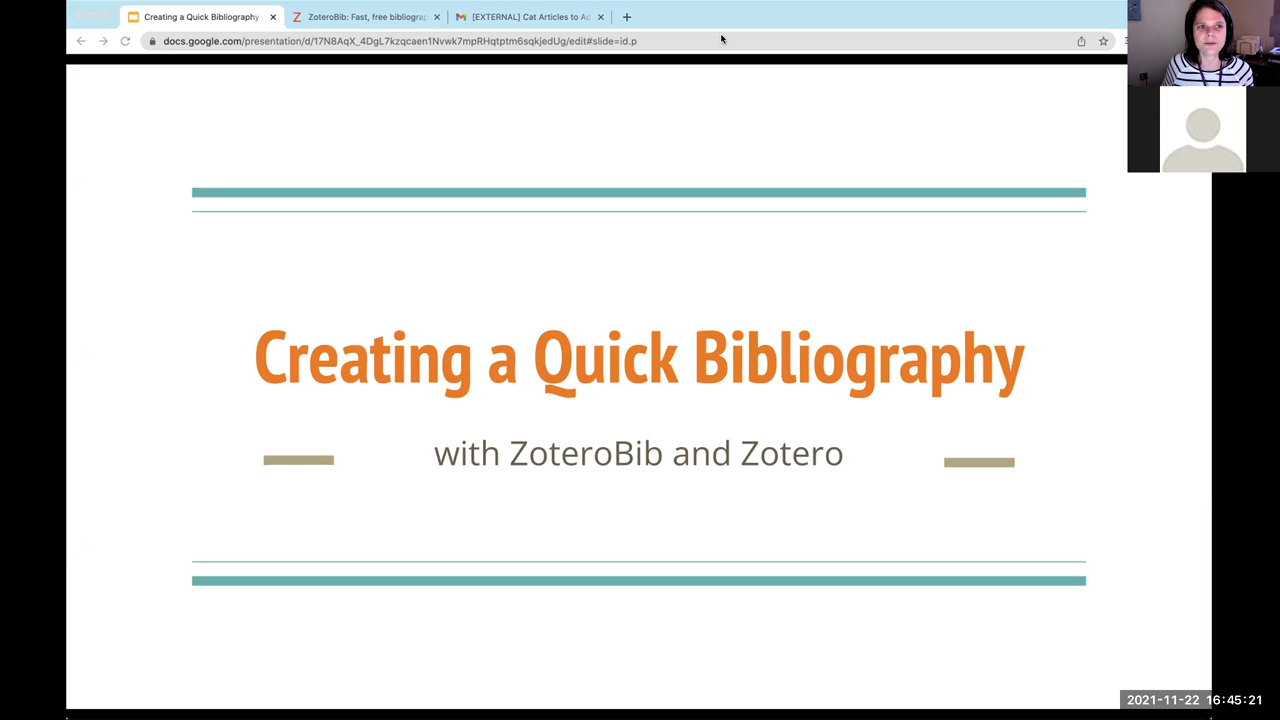 Creating a Quick Bibliography
ZoteroBib: Fast, free bibliograp
[EXTERNAL] Cat Articles to Ad
docs.google.com/presentation/d/17N8AqX_4DgL7kzqcaen1Nvwk7mpRHqtptm6sqkjedUg/edit#slide=id.p
Creating a Quick Bibliography
with ZoteroBib and Zotero
2021-11-22 16:45:21